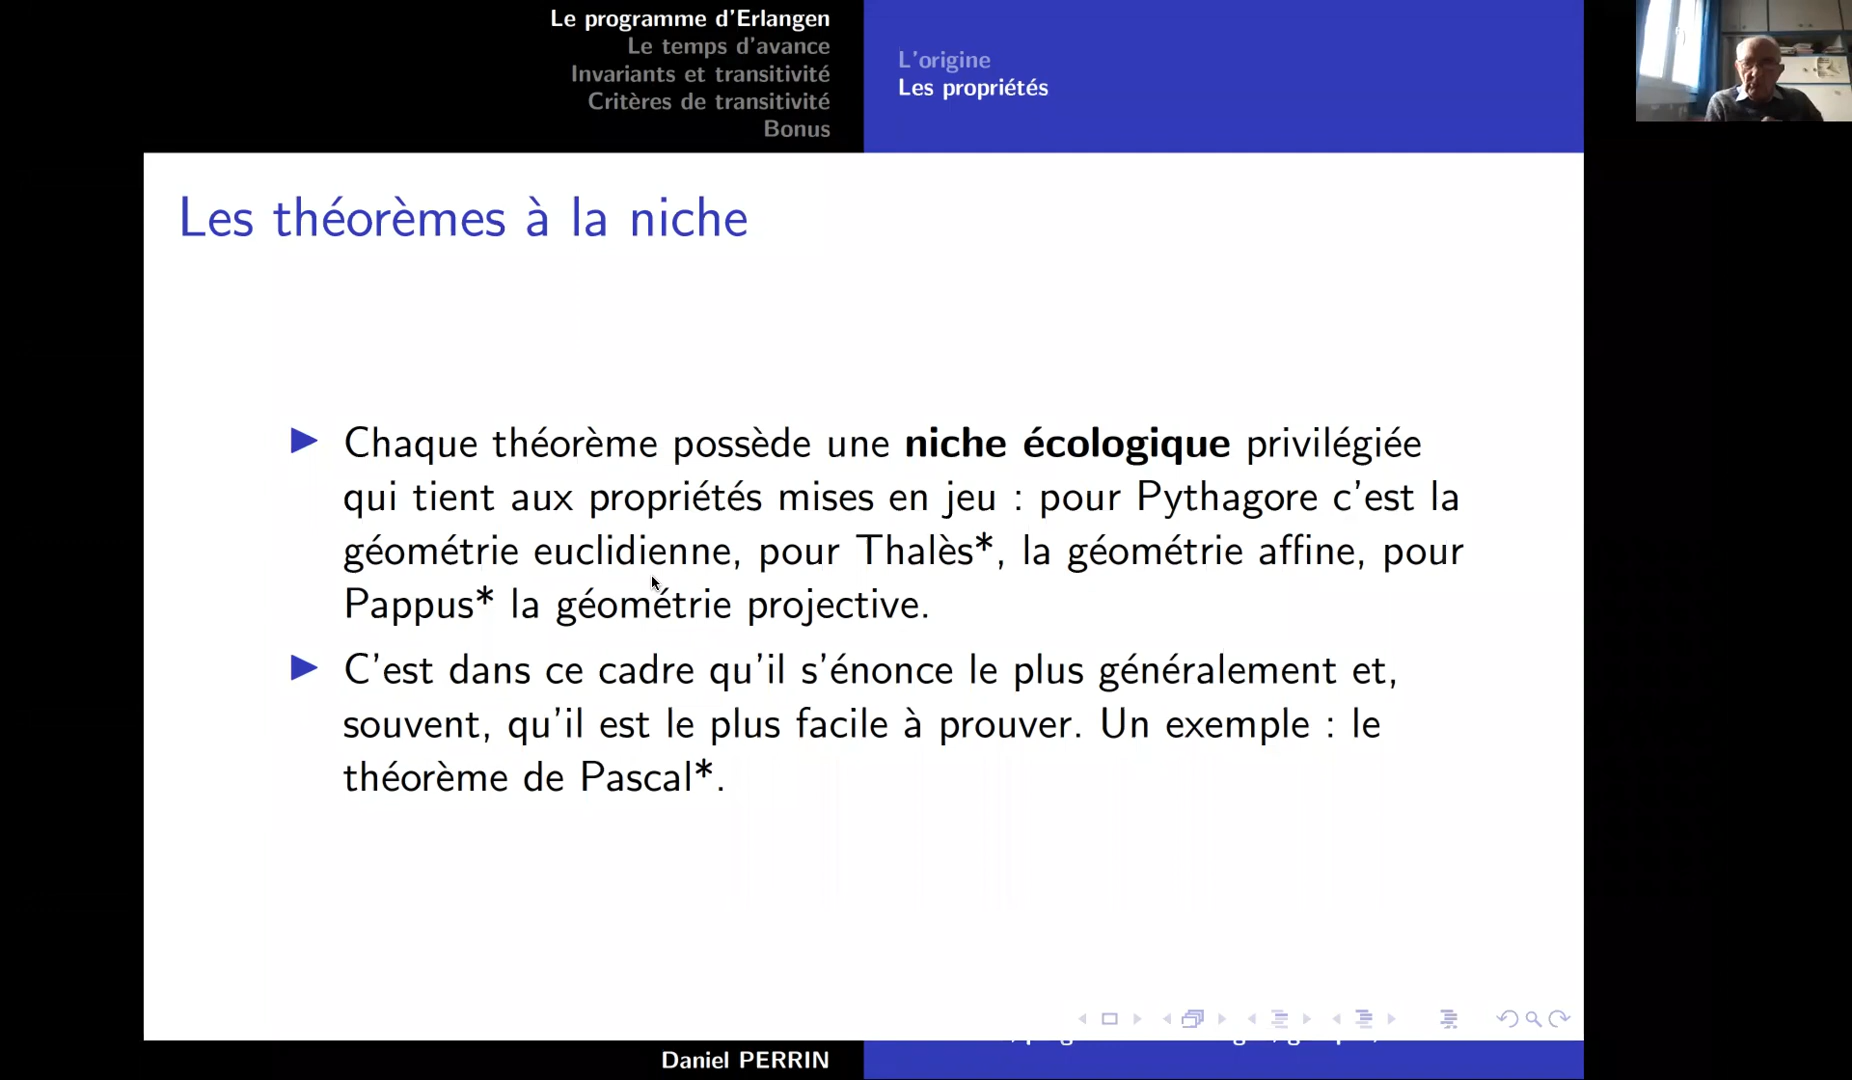 Le programme d'Erlangen
Le temps d'avance
Invariants et transitivité
Critères de transitivité
Bonus
L'origine
Les propriétés
Les théorèmes à la niche
Chaque théorème possède une niche écologique privilégiée
qui tient aux propriétés mises en jeu : pour Pythagore c'est la
géométrie euclidienne, pour Thalès*, la géométrie affine, pour
Pappus* la géométrie projective.
C'est dans ce cadre qu'il s'énonce le plus généralement et,
souvent, qu'il est le plus facile à prouver. Un exemple : le
théorème de Pascal*.
Daniel PERRIN